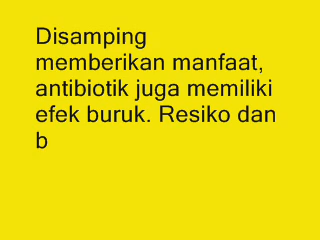 Disamping
memberikan manfaat,
antibiotik juga memiliki
efek buruk. Resiko dan
b